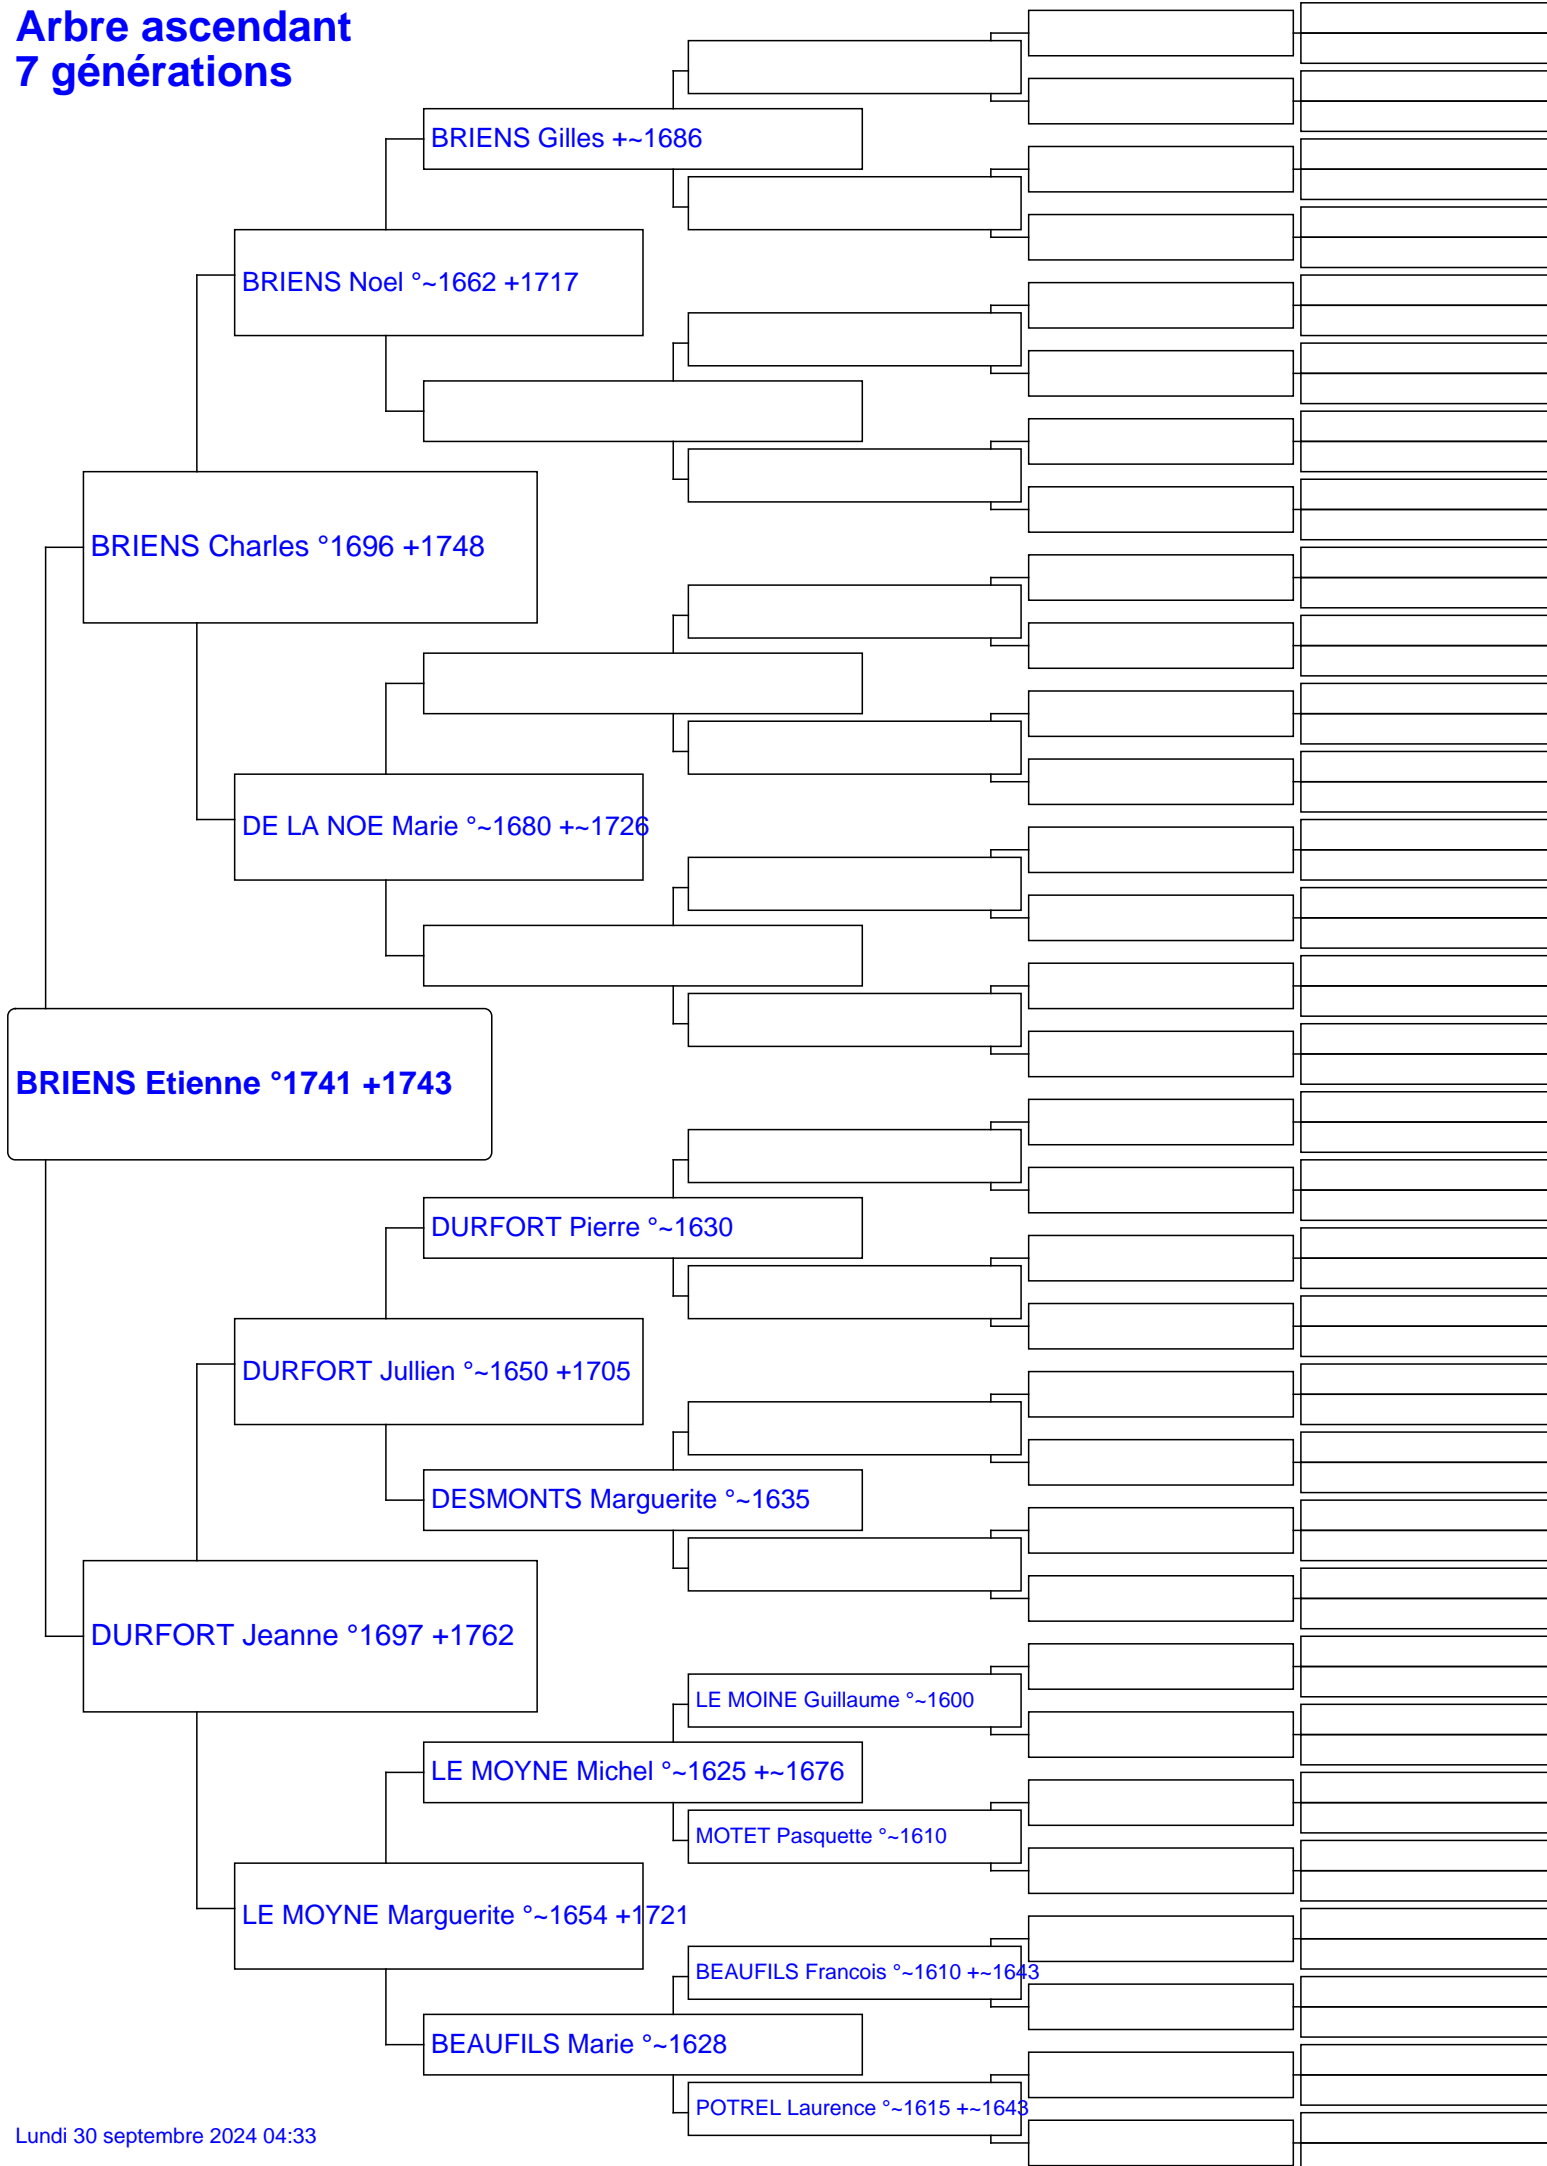 Arbre ascendant
7 générations
BRIENS Gilles +~1686
BRIENS Noel °~1662 +1717
BRIENS Charles °1696 +1748
DE LA NOE Marie °~1680 +~1726
BRIENS Etienne °1741 +1743
DURFORT Pierre °~1630
DURFORT Jullien °~1650 +1705
DESMONTS Marguerite °~1635
DURFORT Jeanne °1697 +1762
LE MOINE Guillaume °~1600
LE MOYNE Michel °~1625 +~1676
MOTET Pasquette °~1610
LE MOYNE Marguerite °~1654 +1721
BEAUFILS Francois °~1610 +~1643
BEAUFILS Marie °~1628
POTREL Laurence °~1615 +~1643
Lundi 30 septembre 2024 04:33